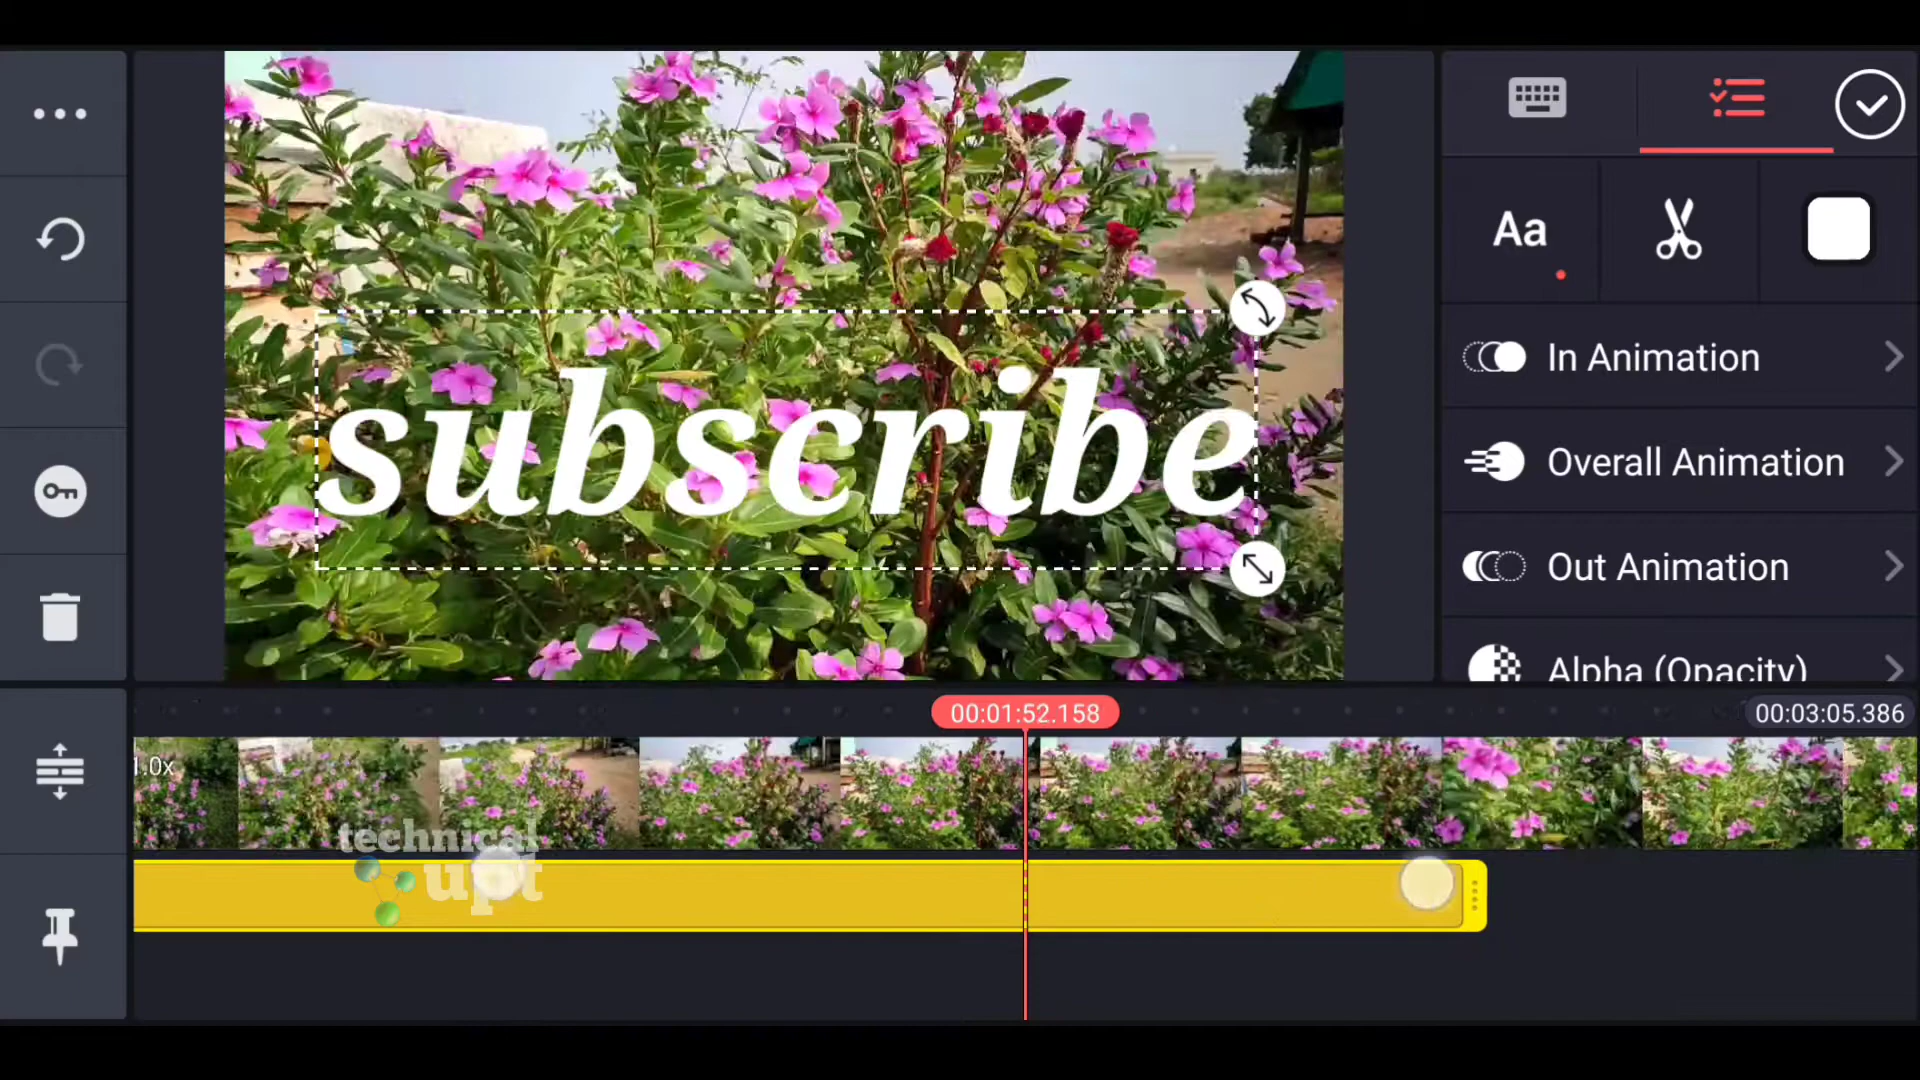 Aa
In Animation
subscribe
Overall Animation
Out Animation
Alpha (Opacity)
00:01:52.158
00:03:05.386
1.0x
technical
upt